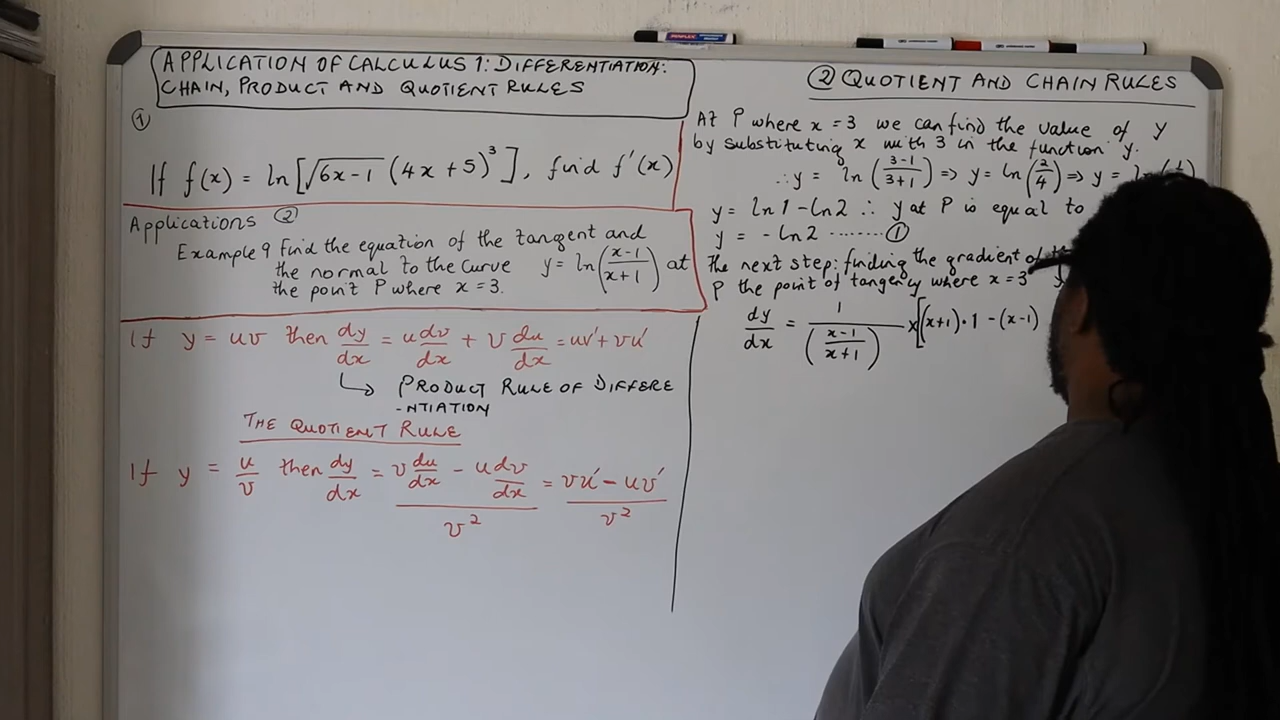 APPLICATION OF CALCULUS 1: DIFFERENTIATION:
CHAIN, PRODUCT AND QUOTIENT RULES
①
If f(x) = ln[√(6x-1) (4x+5)³], find f'(x)
Applications ②
Example 9 Find the equation of the tangent and
the normal to the curve y = ln((x-1)/(x+1)) at
the point P where x = 3.
If y = uv then dy/dx = u dv/dx + v du/dx = uv' + vu'
↳ PRODUCT RULE OF DIFFERE
-NTIATION
THE QUOTIENT RULE
If y = u/v then dy/dx = (v du/dx - u dv/dx)/v² = (vu' - uv')/v²
② QUOTIENT AND CHAIN RULES
At P where x = 3 we can find the value of y
by substituting x with 3 in the function y.
∴ y = ln((3-1)/(3+1)) ⇒ y = ln(2/4) ⇒ y = ln
y = ln1 - ln2 ∴ y at P is equal to
y = -ln2 ........ ①
The next step: finding the gradient of
P the point of tangency where x = 3
dy/dx = 1/((x-1)/(x+1)) × [(x+1)·1 - (x-1)